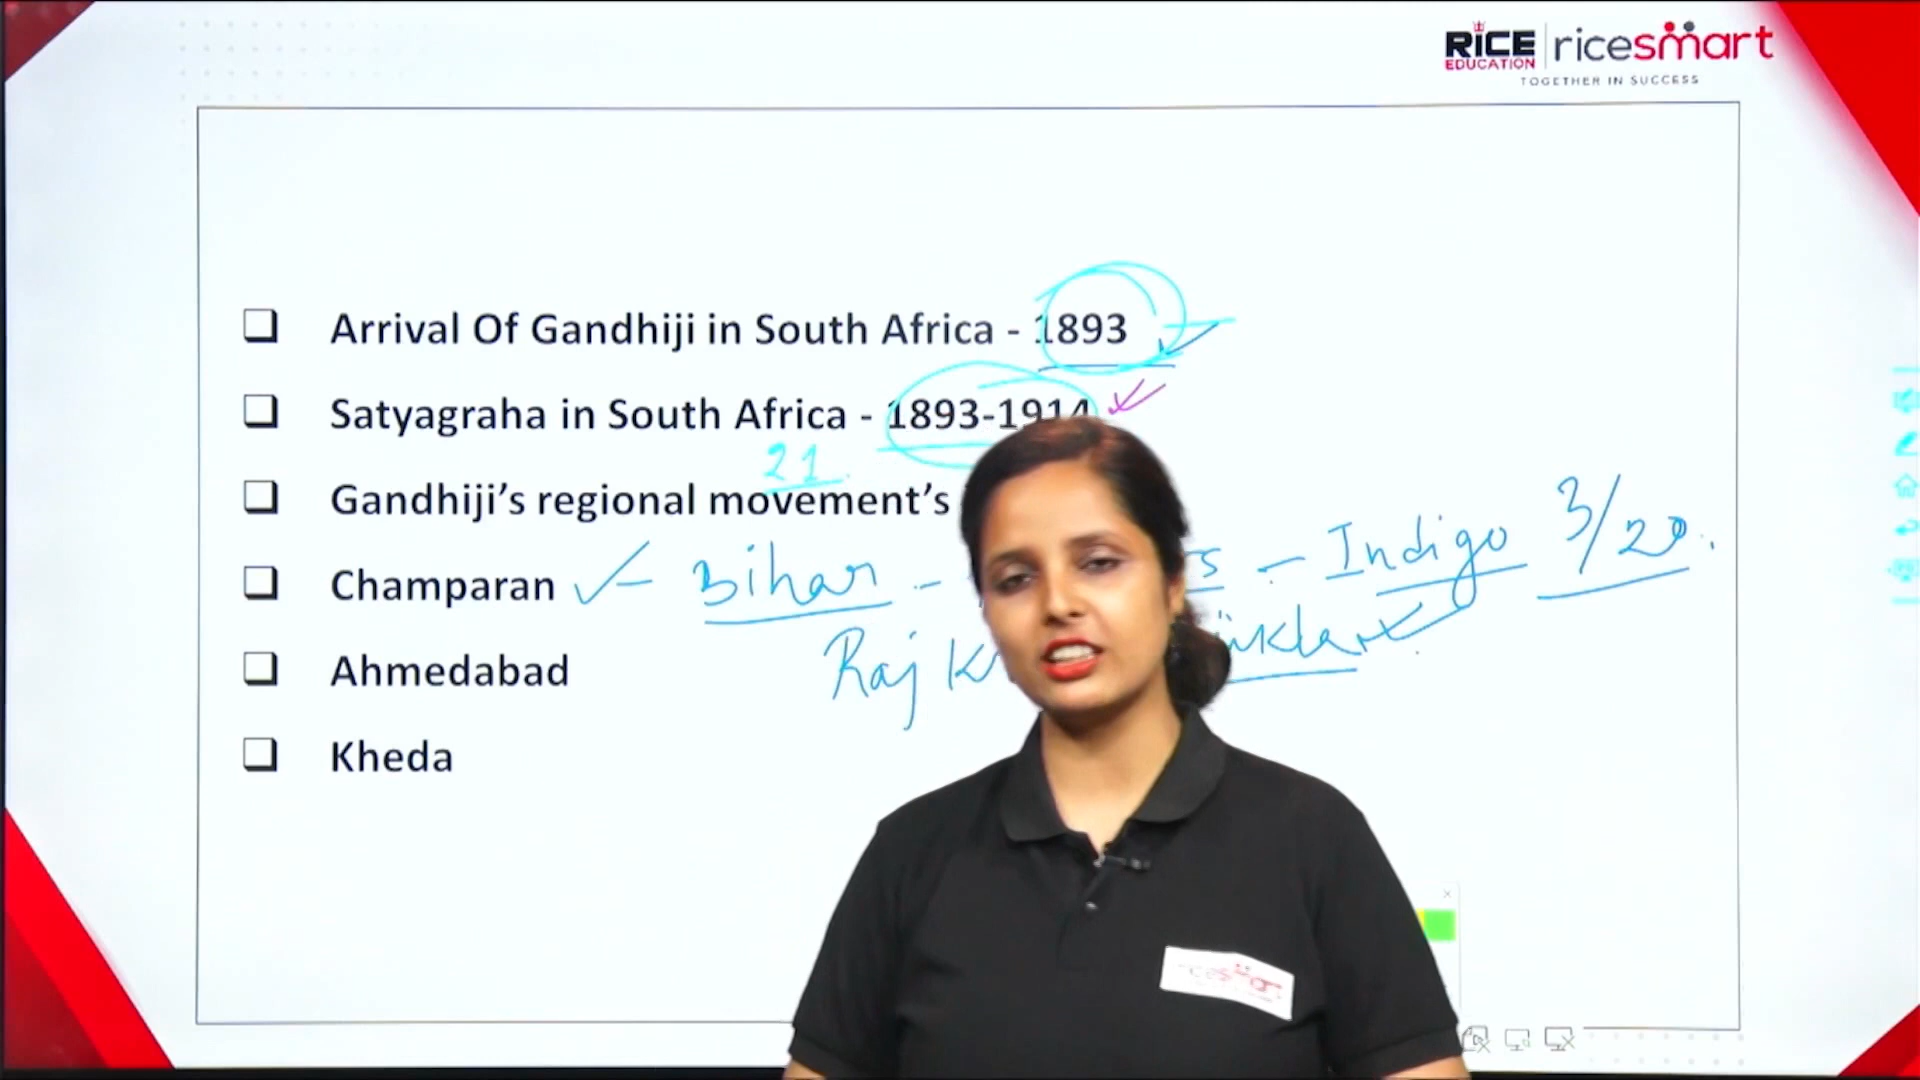 RICE EDUCATION ricesmart
TOGETHER IN SUCCESS
❑ Arrival Of Gandhiji in South Africa - 1893
❑ Satyagraha in South Africa - 1893-1914
21
❑ Gandhiji’s regional movement’s
❑ Champaran – Bihar – – Indigo 3/20
Raj
❑ Ahmedabad
❑ Kheda
ricesmart